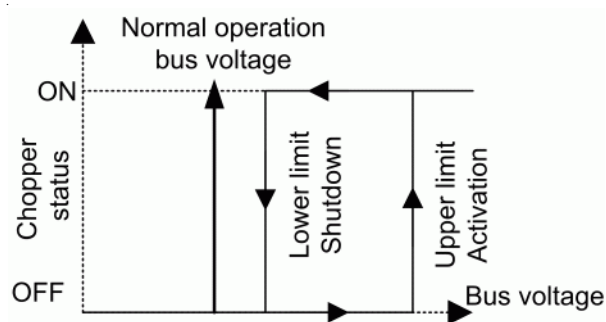 Normal operation
bus voltage
ON
Chopper
status
Lower limit
Shutdown
Upper limit
Activation
OFF
Bus voltage